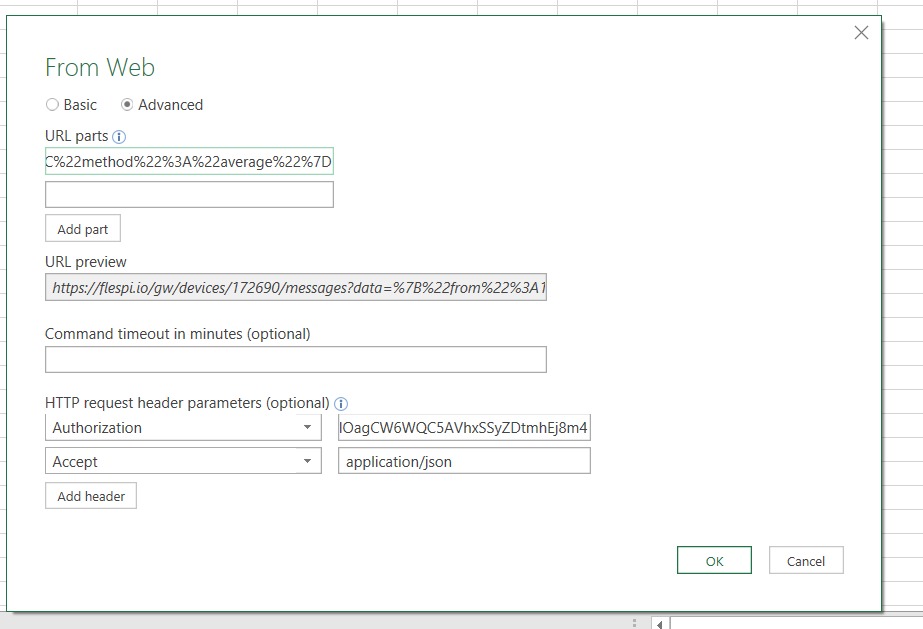 From Web
Basic Advanced
URL parts
C%22method%22%3A%22average%22%7D
Add part
URL preview
https://flespi.io/gw/devices/172690/messages?data=%7B%22from%22%3A1
Command timeout in minutes (optional)
HTTP request header parameters (optional)
Authorization lOagCW6WQC5AVhxSSyZDtmhEj8m4
Accept application/json
Add header
OK Cancel